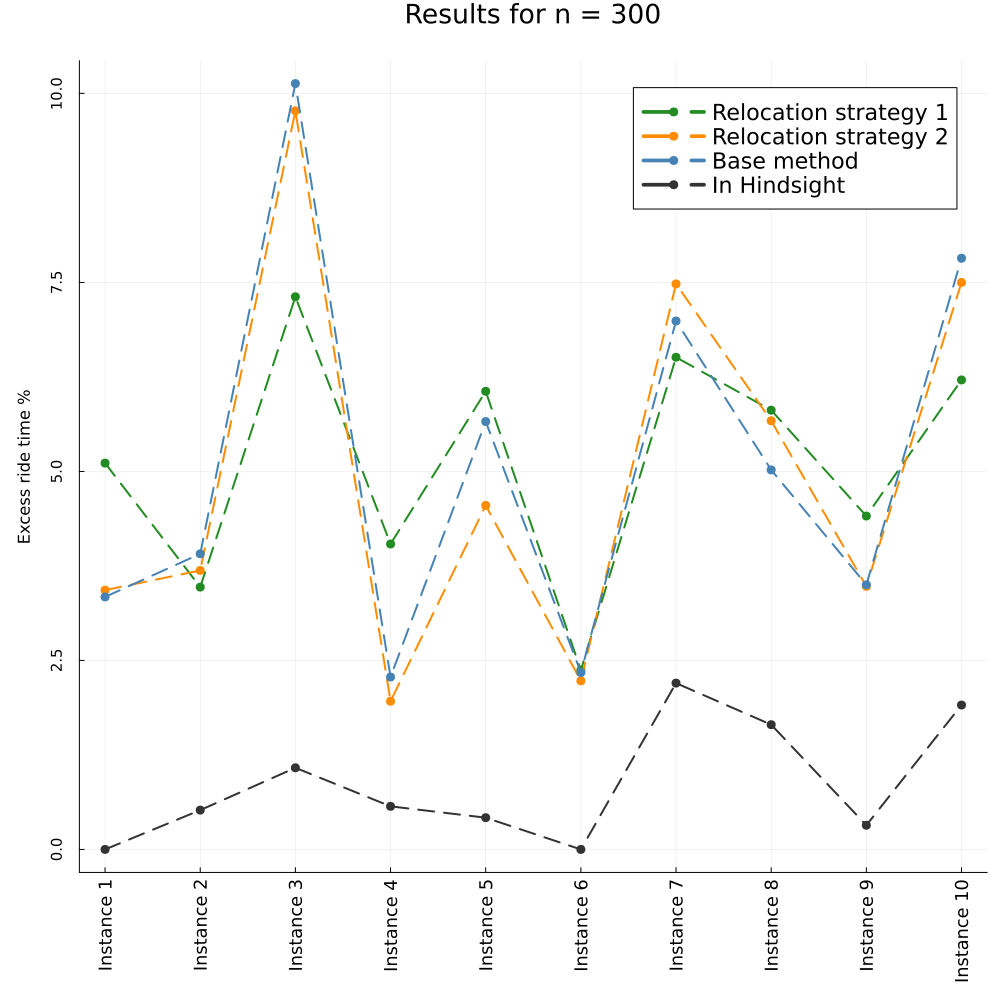 Results for n = 300
Relocation strategy 1
Relocation strategy 2
Base method
In Hindsight
Excess ride time %
10.0
7.5
5.0
2.5
0.0
Instance 1
Instance 2
Instance 3
Instance 4
Instance 5
Instance 6
Instance 7
Instance 8
Instance 9
Instance 10